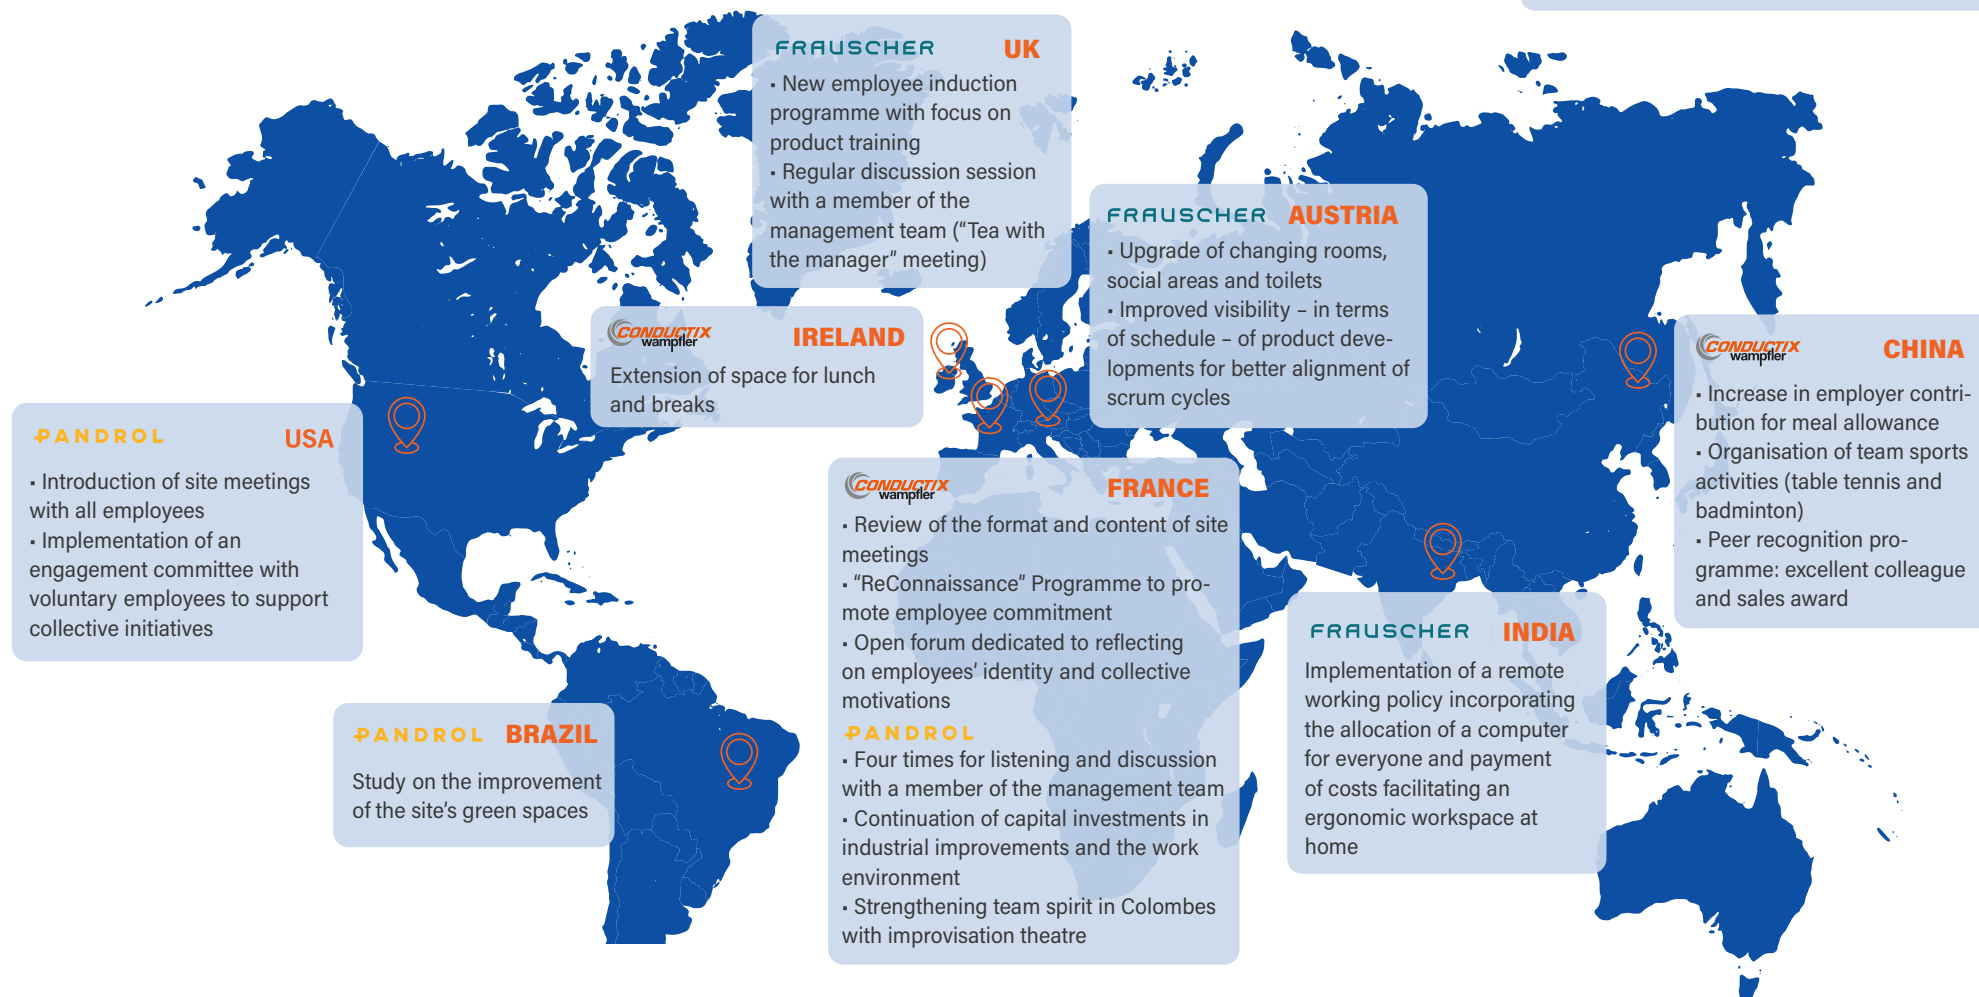 FRAUSCHER UK
• New employee induction
programme with focus on
product training
• Regular discussion session
with a member of the
management team (“Tea with
the manager” meeting)
FRAUSCHER AUSTRIA
• Upgrade of changing rooms,
social areas and toilets
• Improved visibility – in terms
of schedule – of product deve-
lopments for better alignment of
scrum cycles
CONDUCTIX
wampfler
IRELAND
Extension of space for lunch
and breaks
CONDUCTIX
wampfler
CHINA
• Increase in employer contri-
bution for meal allowance
• Organisation of team sports
activities (table tennis and
badminton)
• Peer recognition pro-
gramme: excellent colleague
and sales award
PANDROL USA
• Introduction of site meetings
with all employees
• Implementation of an
engagement committee with
voluntary employees to support
collective initiatives
CONDUCTIX
wampfler
FRANCE
• Review of the format and content of site
meetings
• “ReConnaissance” Programme to pro-
mote employee commitment
• Open forum dedicated to reflecting
on employees’ identity and collective
motivations
PANDROL
• Four times for listening and discussion
with a member of the management team
• Continuation of capital investments in
industrial improvements and the work
environment
• Strengthening team spirit in Colombes
with improvisation theatre
FRAUSCHER INDIA
Implementation of a remote
working policy incorporating
the allocation of a computer
for everyone and payment
of costs facilitating an
ergonomic workspace at
home
PANDROL BRAZIL
Study on the improvement
of the site’s green spaces